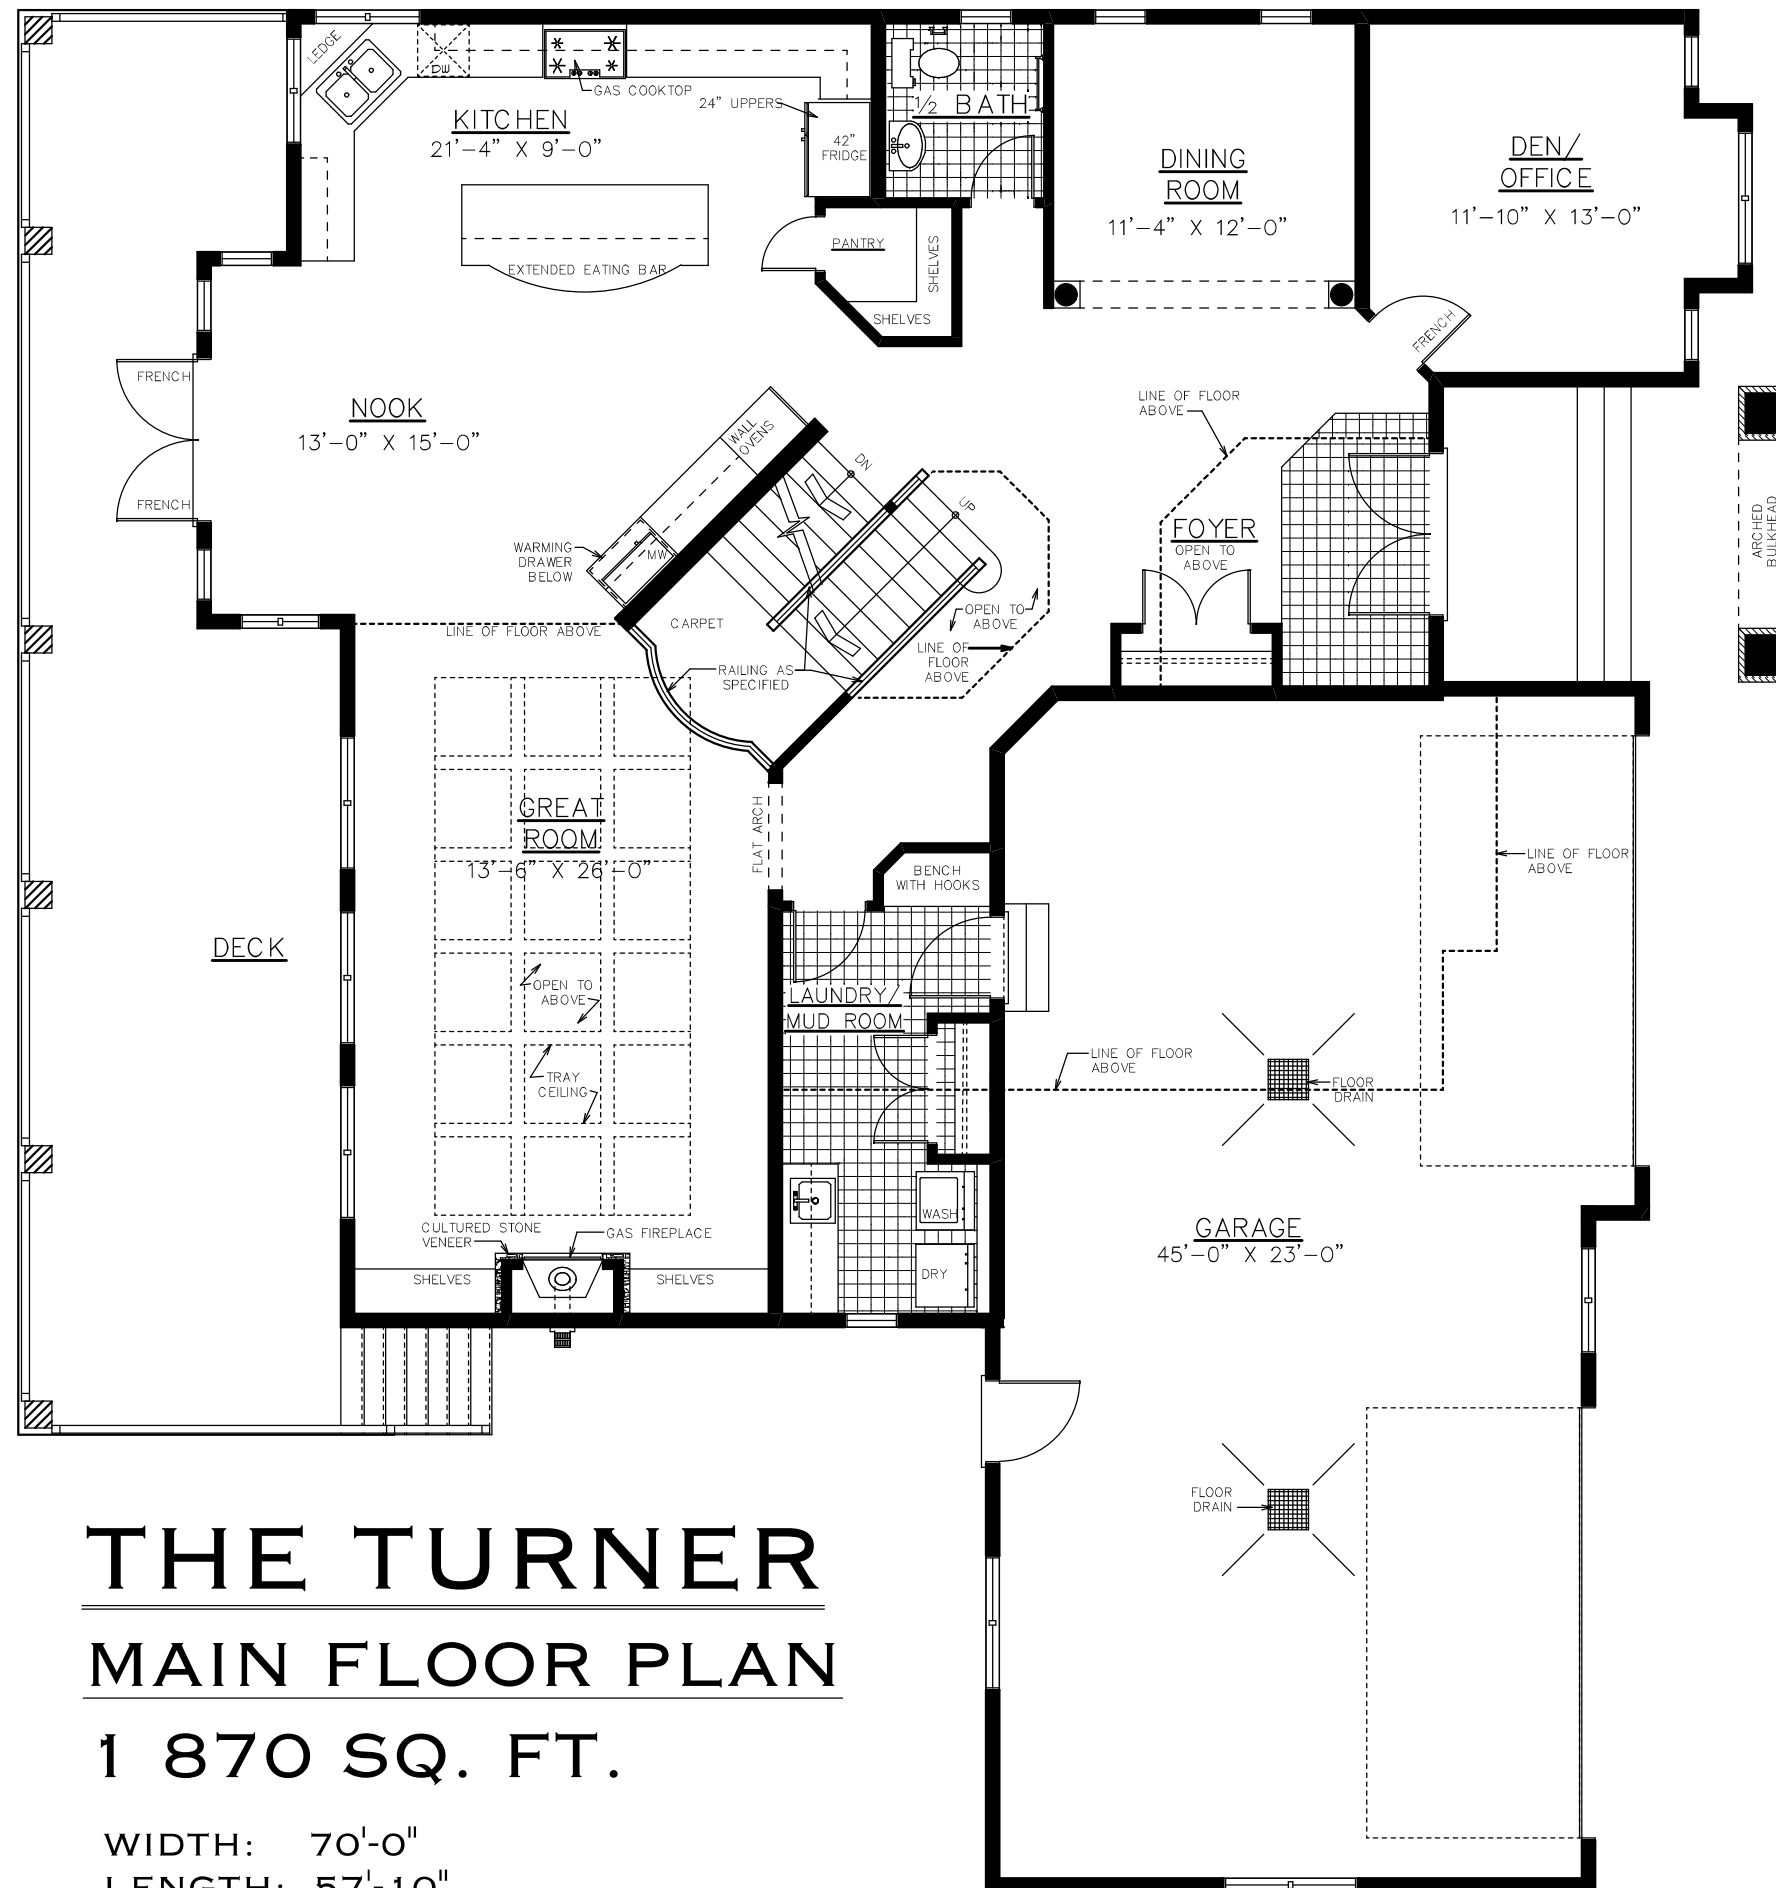 LEDGE
DW
GAS COOKTOP
24" UPPERS
KITCHEN
21'-4" X 9'-0"
42"
FRIDGE
½ BATH
DINING
ROOM
11'-4" X 12'-0"
DEN/
OFFICE
11'-10" X 13'-0"
PANTRY
SHELVES
SHELVES
EXTENDED EATING BAR
FRENCH
FRENCH
FRENCH
NOOK
13'-0" X 15'-0"
WALL
OVENS
DN
UP
LINE OF FLOOR
ABOVE
FOYER
OPEN TO
ABOVE
ARCHED
BULKHEAD
WARMING
DRAWER
BELOW
MW
CARPET
LINE OF FLOOR ABOVE
OPEN TO
ABOVE
LINE OF
FLOOR
ABOVE
RAILING AS
SPECIFIED
GREAT
ROOM
13'-6" X 26'-0"
FLAT ARCH
BENCH
WITH HOOKS
LINE OF FLOOR
ABOVE
DECK
OPEN TO
ABOVE
LAUNDRY/
MUD ROOM
LINE OF FLOOR
ABOVE
FLOOR
DRAIN
TRAY
CEILING
WASH
DRY
CULTURED STONE
VENEER
GAS FIREPLACE
SHELVES
SHELVES
GARAGE
45'-0" X 23'-0"
FLOOR
DRAIN
THE TURNER
MAIN FLOOR PLAN
1 870 SQ. FT.
WIDTH: 70'-0"
LENGTH: 57'-10"